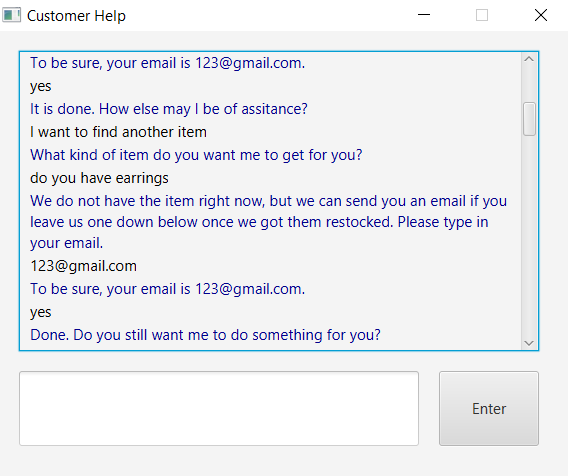 Customer Help
To be sure, your email is 123@gmail.com.
yes
It is done. How else may I be of assitance?
I want to find another item
What kind of item do you want me to get for you?
do you have earrings
We do not have the item right now, but we can send you an email if you
leave us one down below once we got them restocked. Please type in
your email.
123@gmail.com
To be sure, your email is 123@gmail.com.
yes
Done. Do you still want me to do something for you?
Enter